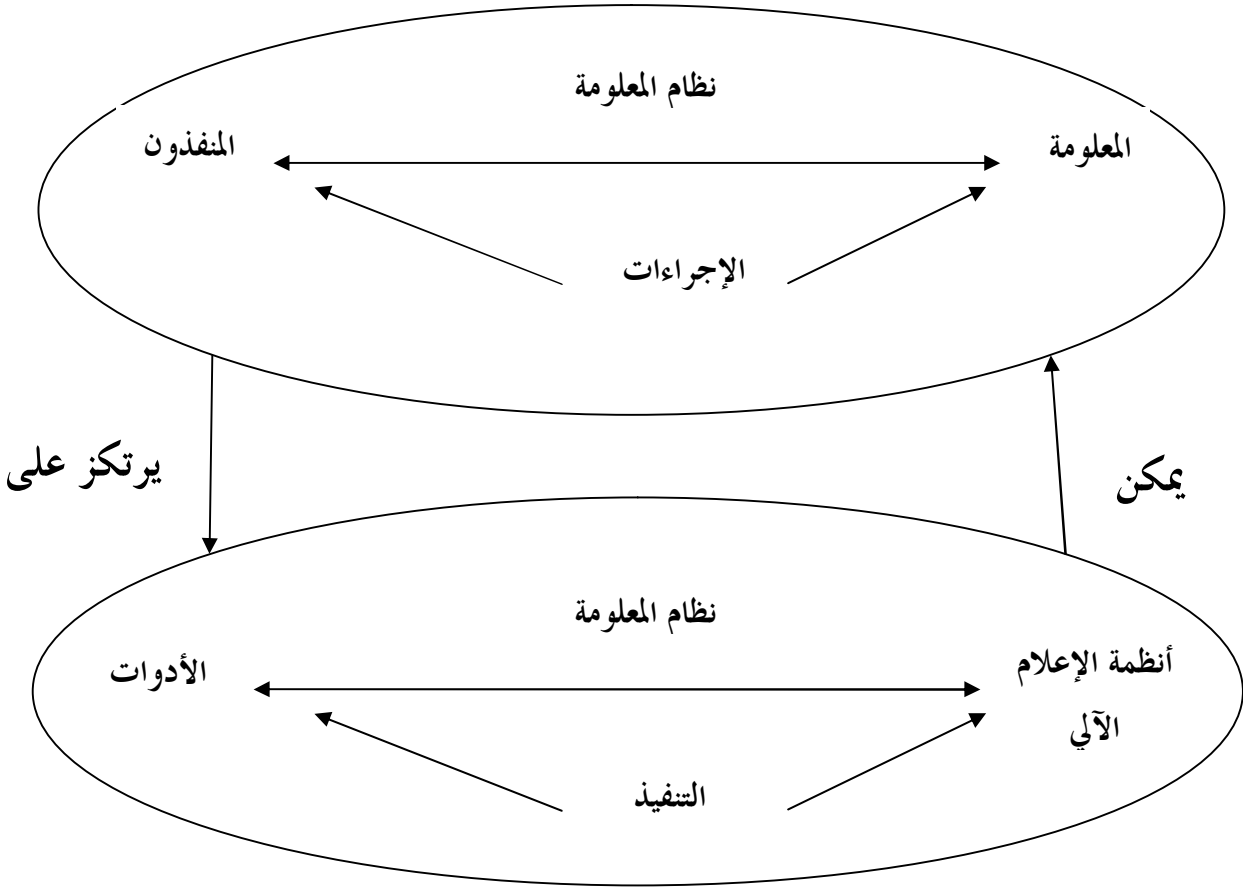 نظام المعلومة
المعلومة
المنفذون
الإجراءات
يمكن
يرتكز على
نظام المعلومة
أنظمة الإعلام
الآلي
الأدوات
التنفيذ